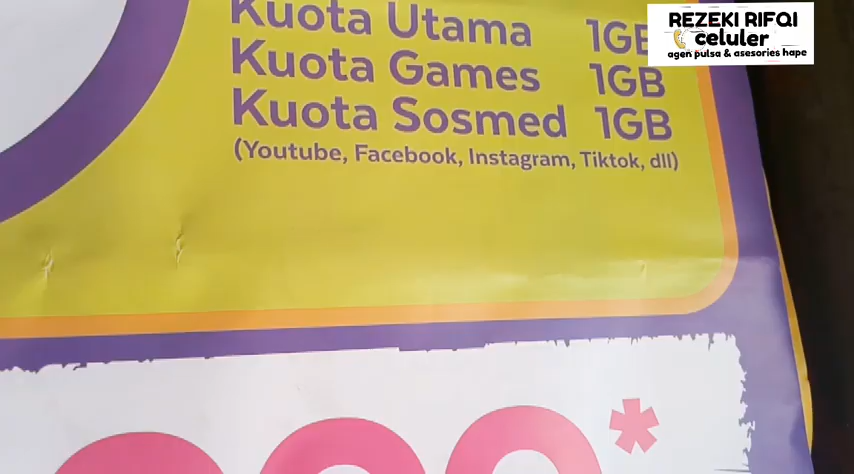 Kuota Utama 1GB
Kuota Games 1GB
Kuota Sosmed 1GB
(Youtube, Facebook, Instagram, Tiktok, dll)
REZEKI RIFQI
celuler
agen pulsa & asesories hape
*